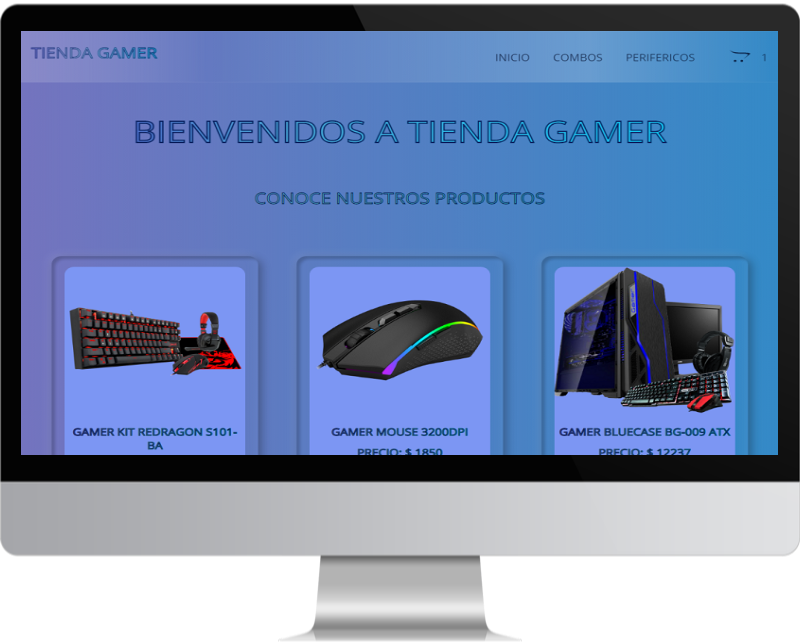 TIENDA GAMER
INICIO COMBOS PERIFERICOS 1
BIENVENIDOS A TIENDA GAMER
CONOCE NUESTROS PRODUCTOS
GAMER KIT REDRAGON S101-
BA
GAMER MOUSE 3200DPI
PRECIO: $ 1850
GAMER BLUECASE BG-009 ATX
PRECIO: $ 12237